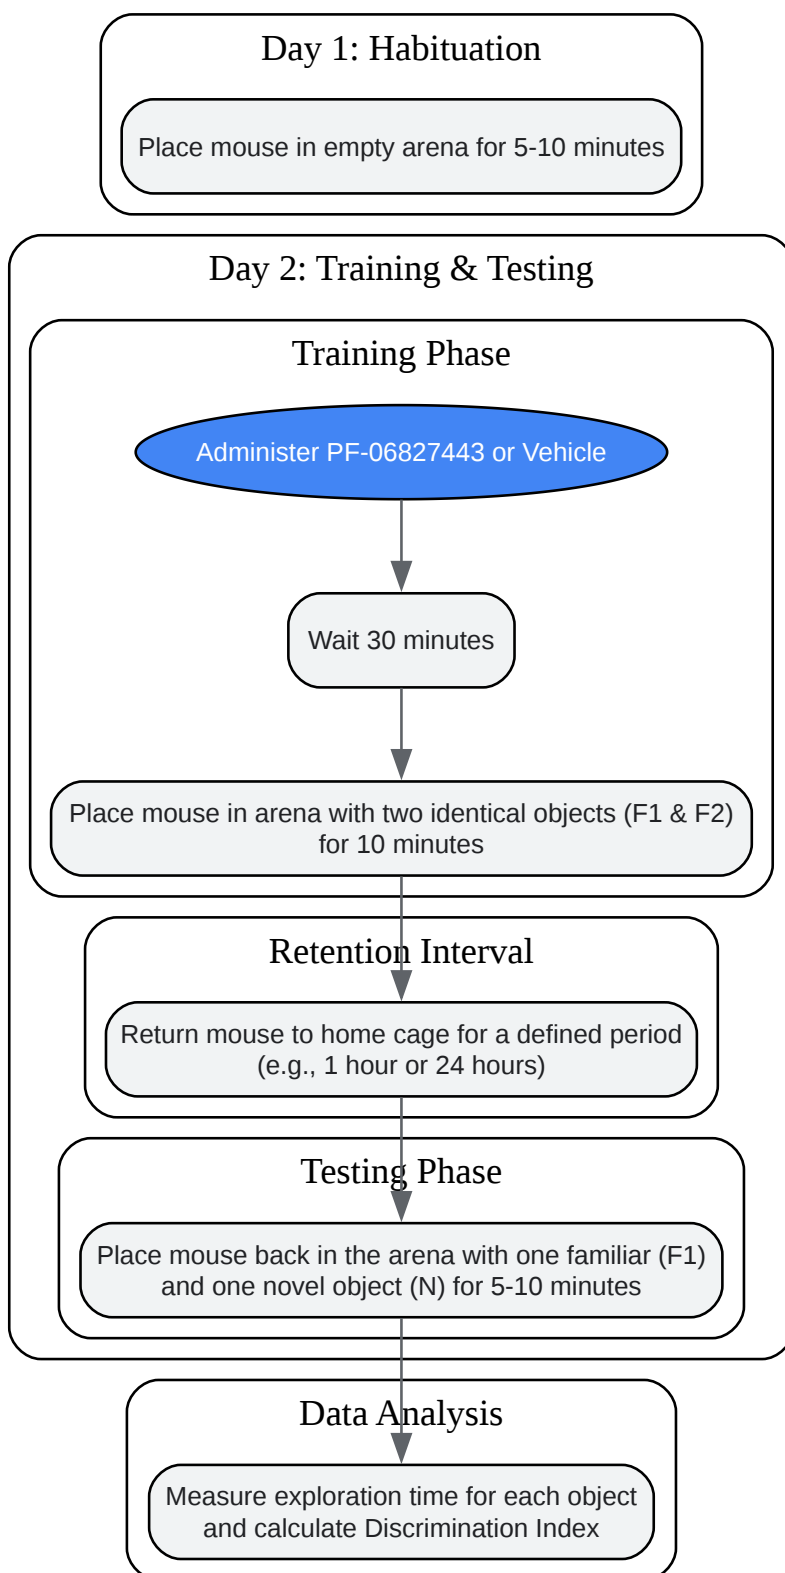 Day 1: Habituation
Place mouse in empty arena for 5-10 minutes
Day 2: Training & Testing
Training Phase
Administer PF-06827443 or Vehicle
Wait 30 minutes
Place mouse in arena with two identical objects (F1 & F2)
for 10 minutes
Retention Interval
Return mouse to home cage for a defined period
(e.g., 1 hour or 24 hours)
Testing Phase
Place mouse back in the arena with one familiar (F1)
and one novel object (N) for 5-10 minutes
Data Analysis
Measure exploration time for each object
and calculate Discrimination Index